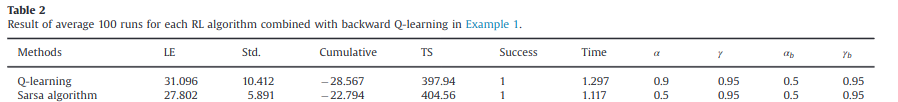 Table 2
Result of average 100 runs for each RL algorithm combined with backward Q-learning in Example 1.
Methods LE Std. Cumulative TS Success Time α γ αb γb
Q-learning 31.096 10.412 −28.567 397.94 1 1.297 0.9 0.95 0.5 0.95
Sarsa algorithm 27.802 5.891 −22.794 404.56 1 1.117 0.5 0.95 0.5 0.95